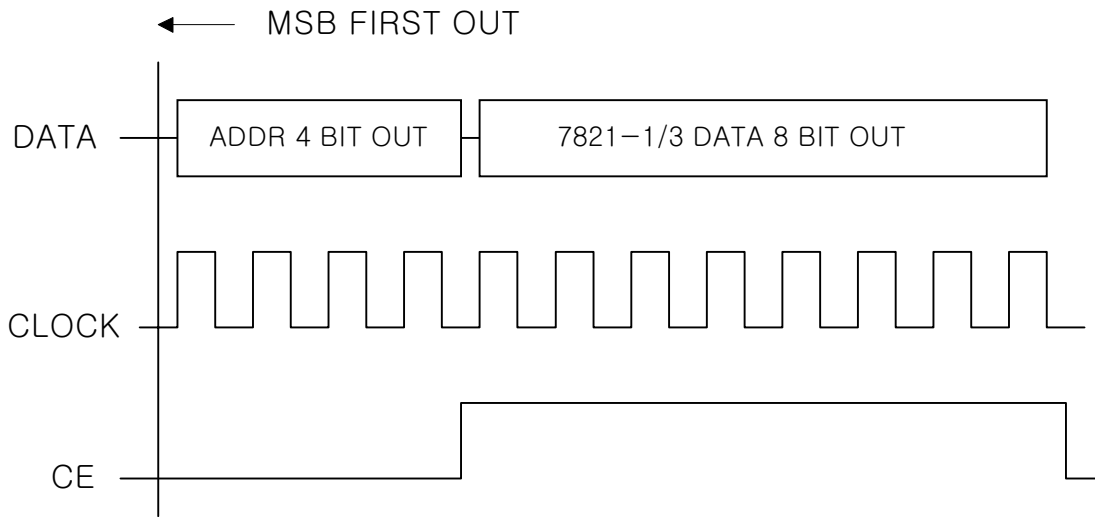 MSB FIRST OUT
DATA
ADDR 4 BIT OUT
7821-1/3 DATA 8 BIT OUT
CLOCK
CE